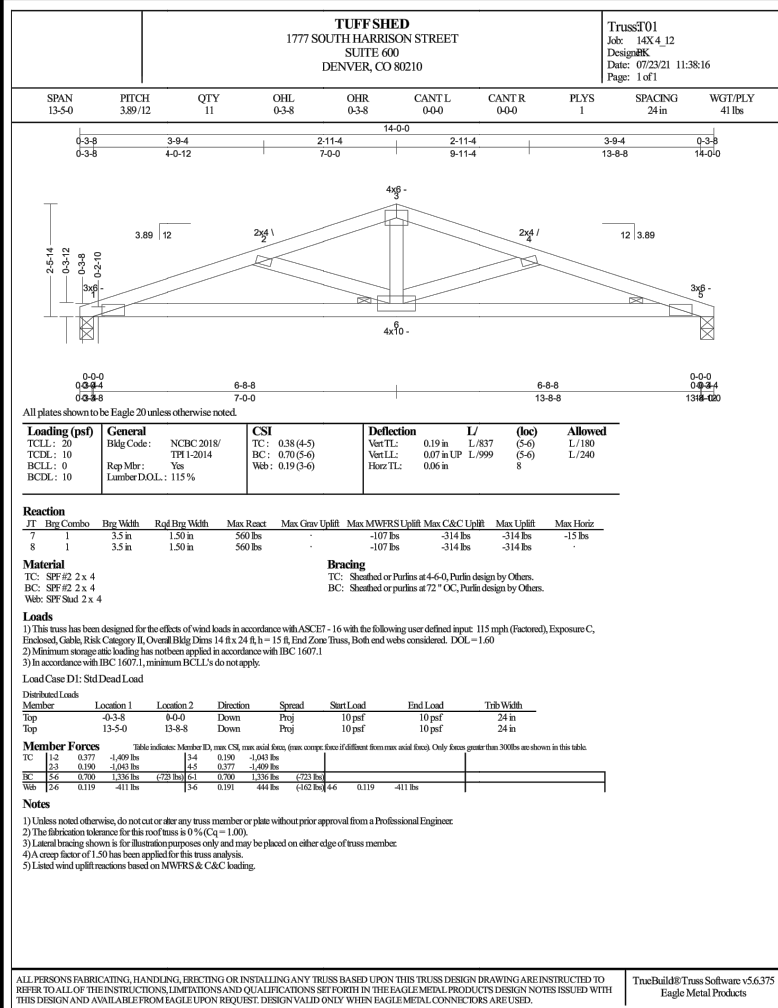 TUFF SHED
1777 SOUTH HARRISON STREET
SUITE 600
DENVER, CO 80210
Truss: T01
Job: 14X4_12
Date: 07/23/21 11:38:16
Page: 1 of 1
SPAN PITCH QTY OHL OHR CANT L CANT R PLYS SPACING WGT/PLY
13-5-0 3.89/12 11 0-3-8 0-3-8 0-0-0 0-0-0 1 24 in 41 lbs
14-0-0
0-3-8 3-9-4 2-11-4 2-11-4 3-9-4 0-3-8
0-3-8 4-0-12 7-0-0 9-11-4 13-8-8 14-0-0
4x6 -
3
3.89 12 2x4 \ 2x4 / 12 3.89
2 4
2-5-14 0-3-12 0-3-8 0-2-10
3x6 - 3x6 -
1 5
6
4x10 -
0-0-0 0-0-0
6-8-8 6-8-8
7-0-0 13-8-8
All plates shown to be Eagle 20 unless otherwise noted.
Loading (psf) General CSI Deflection L/ (loc) Allowed
TCLL: 20 Bldg Code: NCBC 2018/ TC: 0.38 (4-5) Vert TL: 0.19 in L/837 (5-6) L/180
TCDL: 10 TPI 1-2014 BC: 0.70 (5-6) Vert LL: 0.07 in UP L/999 (5-6) L/240
BCLL: 0 Rep Mbr: Yes Web: 0.19 (3-6) Horz TL: 0.06 in 8
BCDL: 10 Lumber D.O.L.: 115 %
Reaction
JT Brg Combo Brg Width Rqd Brg Width Max React Max Grav Uplift Max MWFRS Uplift Max C&C Uplift Max Uplift Max Horiz
7 1 3.5 in 1.50 in 560 lbs . -107 lbs -314 lbs -314 lbs -15 lbs
8 1 3.5 in 1.50 in 560 lbs . -107 lbs -314 lbs -314 lbs .
Material Bracing
TC: SPF #2 2 x 4 TC: Sheathed or Purlins at 4-6-0, Purlin design by Others.
BC: SPF #2 2 x 4 BC: Sheathed or purlins at 72 " OC, Purlin design by Others.
Web: SPF Stud 2 x 4
Loads
1) This truss has been designed for the effects of wind loads in accordance with ASCE7 - 16 with the following user defined input: 115 mph (Factored), Exposure C,
Enclosed, Gable, Risk Category II, Overall Bldg Dims 14 ft x 24 ft, h = 15 ft, End Zone Truss, Both end webs considered. DOL = 1.60
2) Minimum storage attic loading has not been applied in accordance with IBC 1607.1
3) In accordance with IBC 1607.1, minimum BCLL's do not apply.
Load Case D1: Std Dead Load
Distributed Loads
Member Location 1 Location 2 Direction Spread Start Load End Load Trib Width
Top -0-3-8 0-0-0 Down Proj 10 psf 10 psf 24 in
Top 13-5-0 13-8-8 Down Proj 10 psf 10 psf 24 in
Member Forces Table indicates: Member ID, max CSI, max axial force, (max compr. force if different from max axial force). Only forces greater than 300lbs are shown in this table.
TC 1-2 0.377 -1,409 lbs 3-4 0.190 -1,043 lbs
2-3 0.190 -1,043 lbs 4-5 0.377 -1,409 lbs
BC 5-6 0.700 1,336 lbs (-723 lbs) 6-1 0.700 1,336 lbs (-723 lbs)
Web 2-6 0.119 -411 lbs 3-6 0.191 444 lbs (-162 lbs) 4-6 0.119 -411 lbs
Notes
1) Unless noted otherwise, do not cut or alter any truss member or plate without prior approval from a Professional Engineer.
2) The fabrication tolerance for this roof truss is 0 % (Cq = 1.00).
3) Lateral bracing shown is for illustration purposes only and may be placed on either edge of truss member.
4) A creep factor of 1.50 has been applied for this truss analysis.
5) Listed wind uplift reactions based on MWFRS & C&C loading.
ALL PERSONS FABRICATING, HANDLING, ERECTING OR INSTALLING ANY TRUSS BASED UPON THIS TRUSS DESIGN DRAWING ARE INSTRUCTED TO
REFER TO ALL OF THE INSTRUCTIONS, LIMITATIONS AND QUALIFICATIONS SET FORTH IN THE EAGLE METAL PRODUCTS DESIGN NOTES ISSUED WITH
THIS DESIGN AND AVAILABLE FROM EAGLE UPON REQUEST. DESIGN VALID ONLY WHEN EAGLE METAL CONNECTORS ARE USED.
TrueBuild® Truss Software v5.6.375
Eagle Metal Products